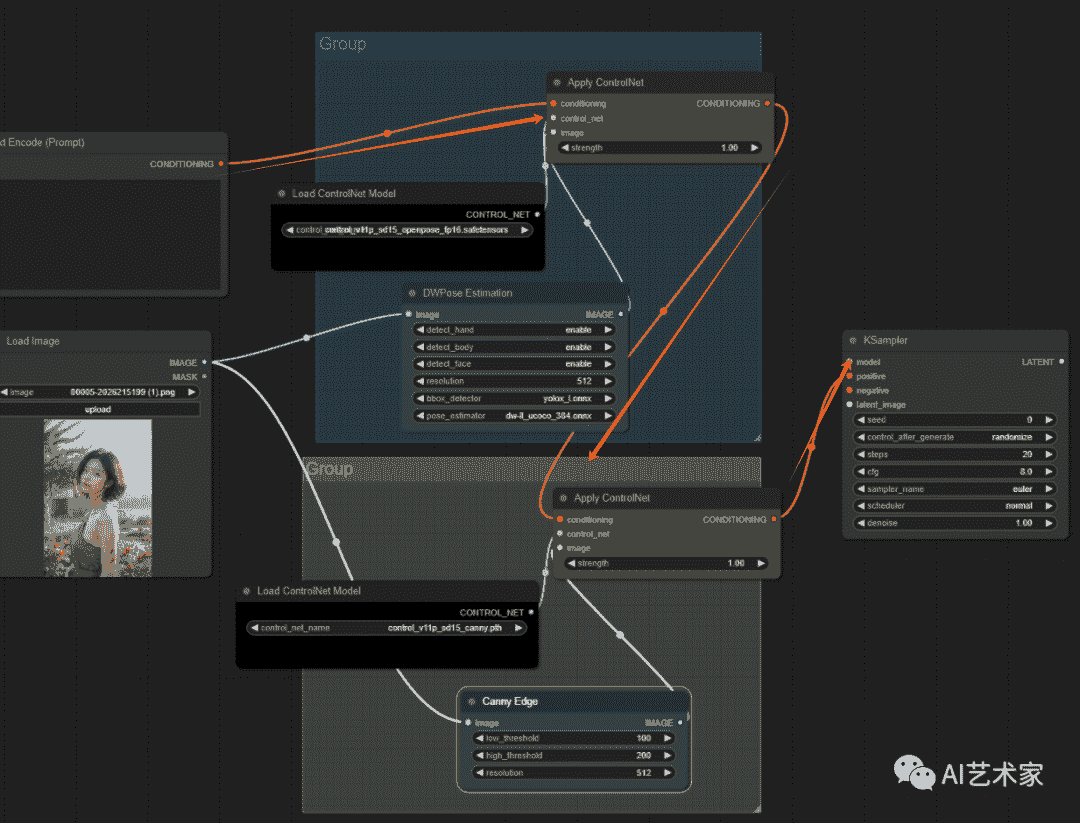 Group
Apply ControlNet
conditioning CONDITIONING
control_net
image
strength 1.00
d Encode (Prompt)
CONDITIONING
Load ControlNet Model
CONTROL_NET
control_v11p_sd15_openpose_fp16.safetensors
DWPose Estimation
image IMAGE
detect_hand enable
detect_body enable
detect_face enable
resolution 512
bbox_detector yolox_l.onnx
pose_estimator dw-ll_ucoco_384.onnx
Load Image
IMAGE
MASK
image 00005-2026215199 (1).png
upload
KSampler
model LATENT
positive
negative
latent_image
seed 0
control_after_generate randomize
steps 20
cfg 8.0
sampler_name euler
scheduler normal
denoise 1.00
Group
Apply ControlNet
conditioning CONDITIONING
control_net
image
strength 1.00
Load ControlNet Model
CONTROL_NET
control_net_name control_v11p_sd15_canny.pth
Canny Edge
image IMAGE
low_threshold 100
high_threshold 200
resolution 512
AI艺术家